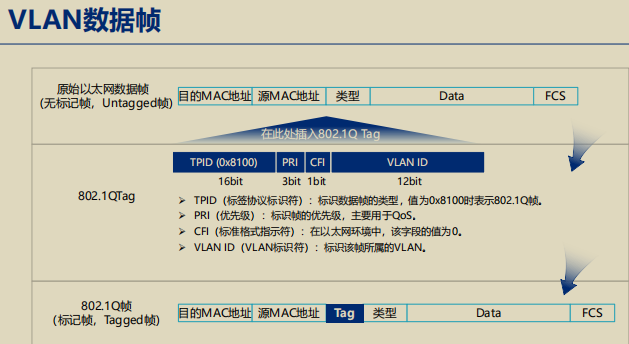 VLAN数据帧
原始以太网数据帧
(无标记帧，Untagged帧)
目的MAC地址 源MAC地址 类型 Data FCS
在此处插入802.1Q Tag
802.1QTag
TPID (0x8100) PRI CFI VLAN ID
16bit 3bit 1bit 12bit
➢ TPID（标签协议标识符）：标识数据帧的类型，值为0x8100时表示802.1Q帧。
➢ PRI（优先级）：标识帧的优先级，主要用于QoS。
➢ CFI（标准格式指示符）：在以太网环境中，该字段的值为0。
➢ VLAN ID（VLAN标识符）：标识该帧所属的VLAN。
802.1Q帧
(标记帧，Tagged帧)
目的MAC地址 源MAC地址 Tag 类型 Data FCS